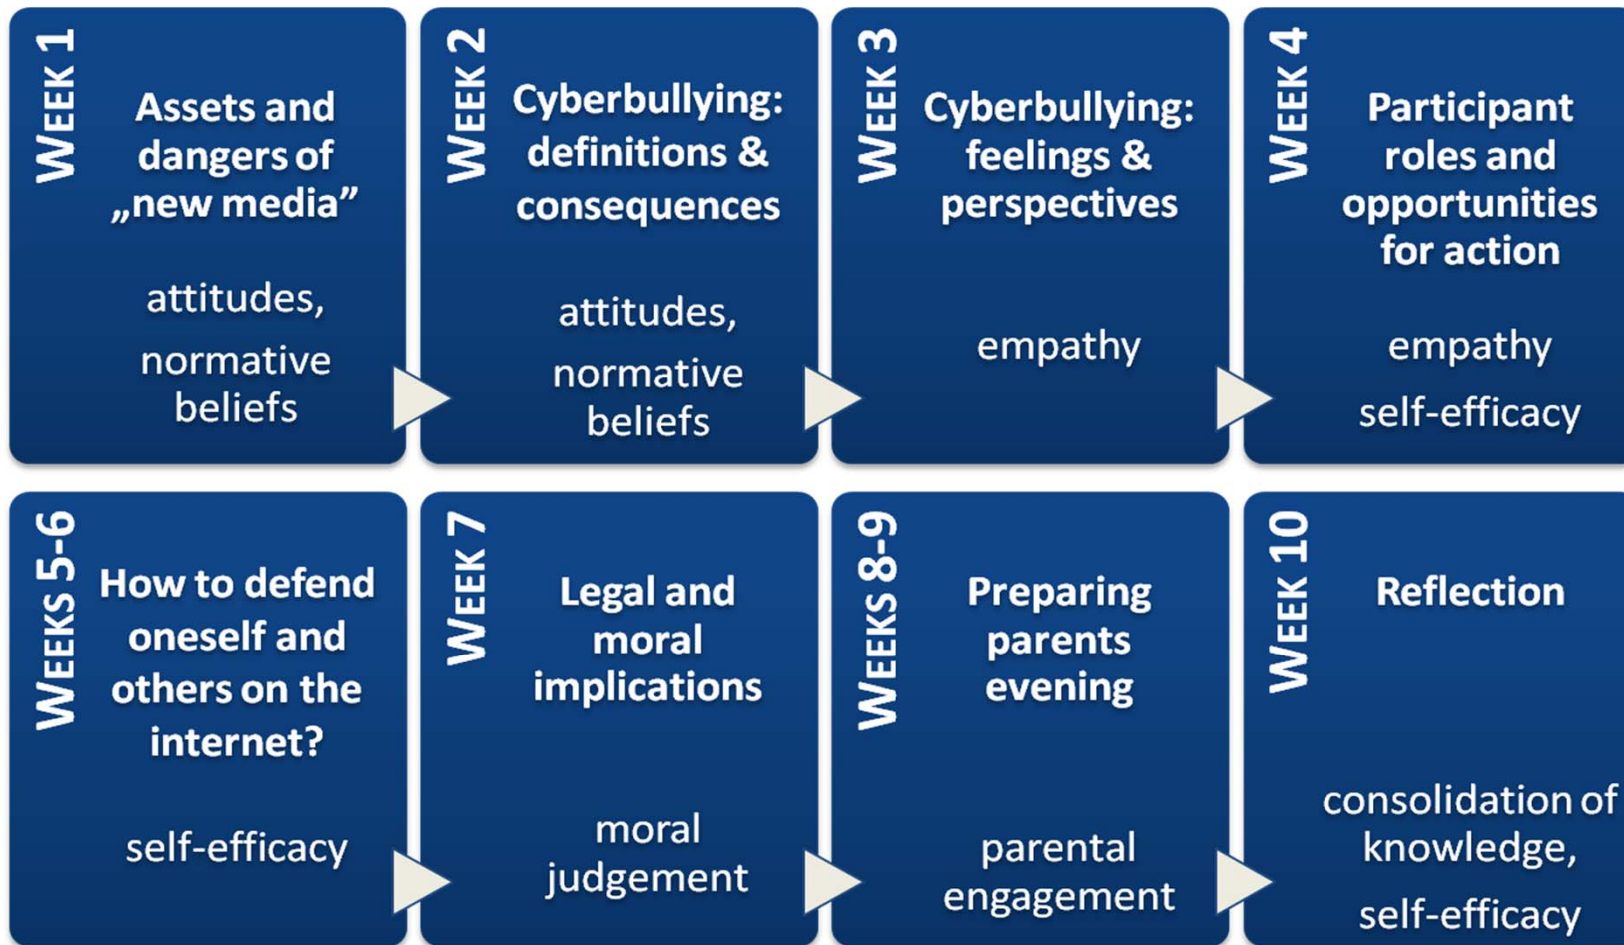 WEEK 1
Assets and
dangers of
„new media”
attitudes,
normative
beliefs
WEEK 2
Cyberbullying:
definitions &
consequences
attitudes,
normative
beliefs
WEEK 3
Cyberbullying:
feelings &
perspectives
empathy
WEEK 4
Participant
roles and
opportunities
for action
empathy
self-efficacy
WEEKS 5-6
How to defend
oneself and
others on the
internet?
self-efficacy
WEEK 7
Legal and
moral
implications
moral
judgement
WEEKS 8-9
Preparing
parents
evening
parental
engagement
WEEK 10
Reflection
consolidation of
knowledge,
self-efficacy